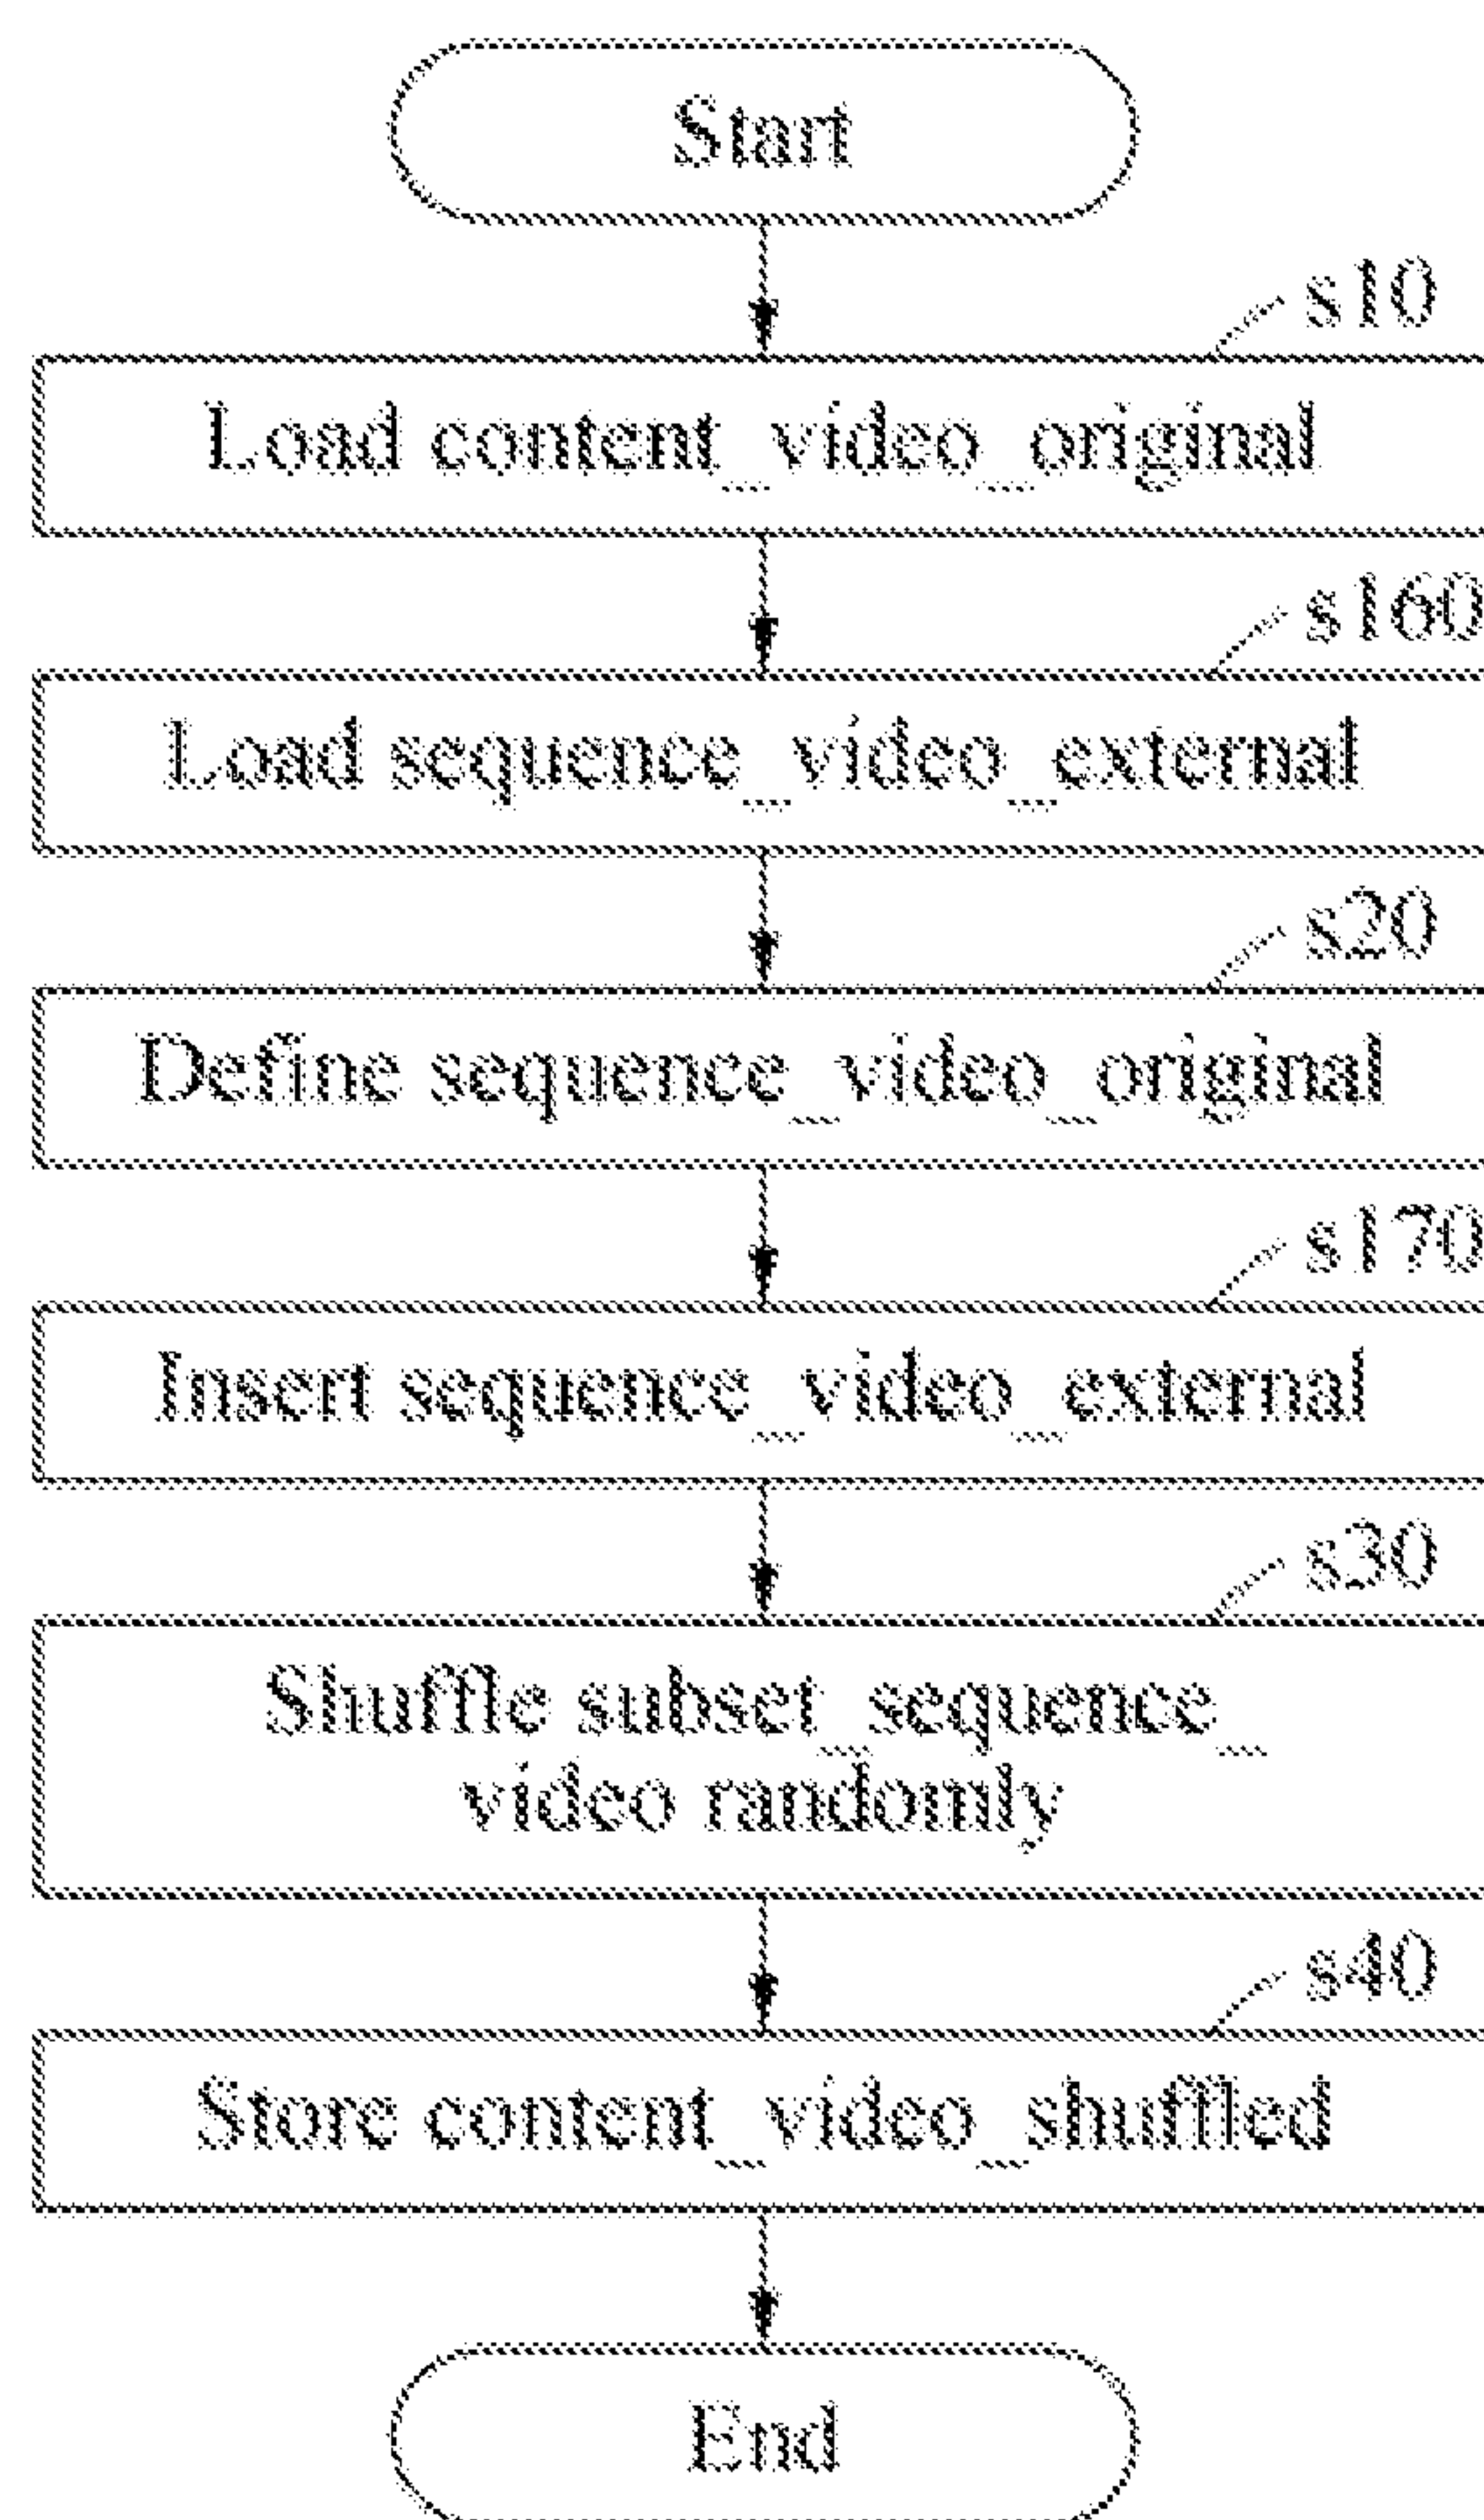 Start
s10
Load content_video_original
s160
Load sequence_video_external
s20
Define sequence_video_original
s170
Insert sequence_video_external
s30
Shuffle subset_sequence_
video randomly
s40
Store content_video_shuffled
End